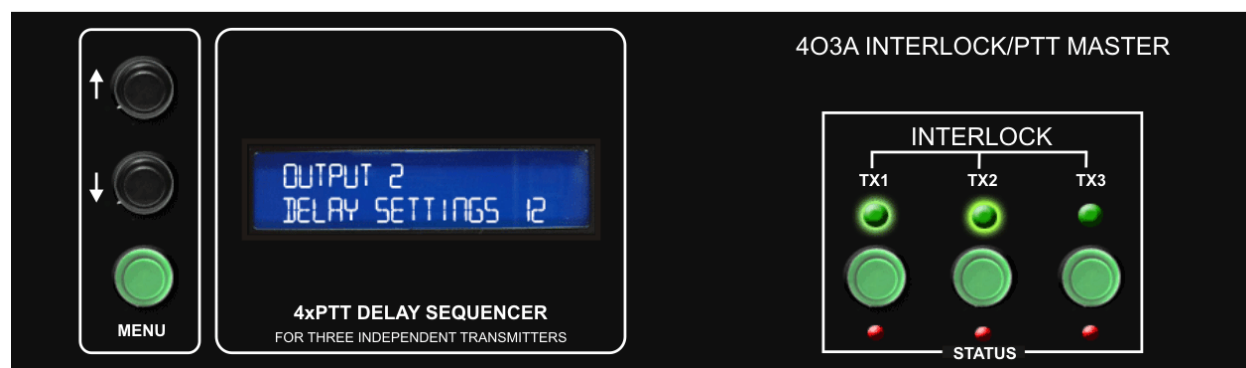 4O3A INTERLOCK/PTT MASTER
OUTPUT 2
DELAY SETTINGS 12
4xPTT DELAY SEQUENCER
FOR THREE INDEPENDENT TRANSMITTERS
MENU
INTERLOCK
TX1 TX2 TX3
STATUS